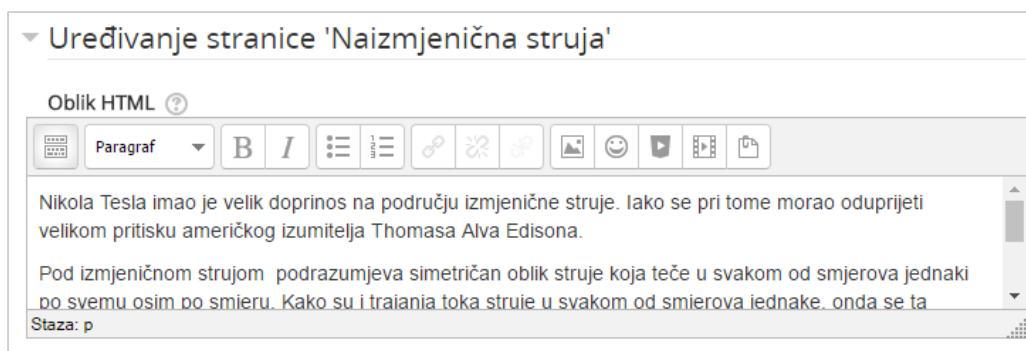 Uređivanje stranice 'Naizmjenična struja'
Oblik HTML ?
Paragraf B I
Nikola Tesla imao je velik doprinos na području izmjenične struje. Iako se pri tome morao oduprijeti
velikom pritisku američkog izumitelja Thomasa Alva Edisona.
Pod izmjeničnom strujom podrazumjeva simetričan oblik struje koja teče u svakom od smjerova jednaki
po svemu osim po smjeru. Kako su i trajanja toka struje u svakom od smjerova jednake, onda se ta
Staza: p